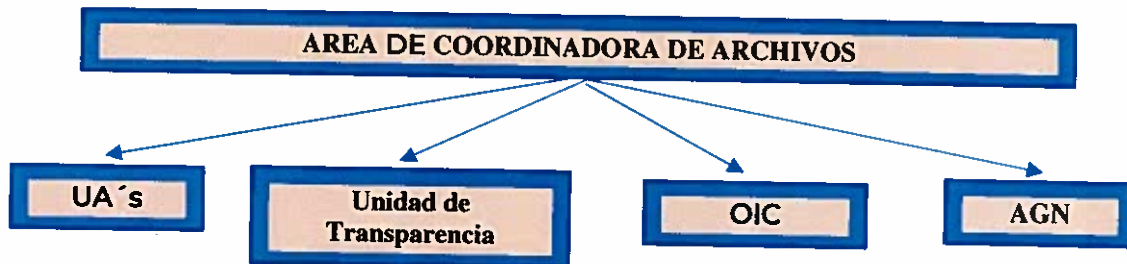 AREA DE COORDINADORA DE ARCHIVOS
UA´s
Unidad de
Transparencia
OIC
AGN